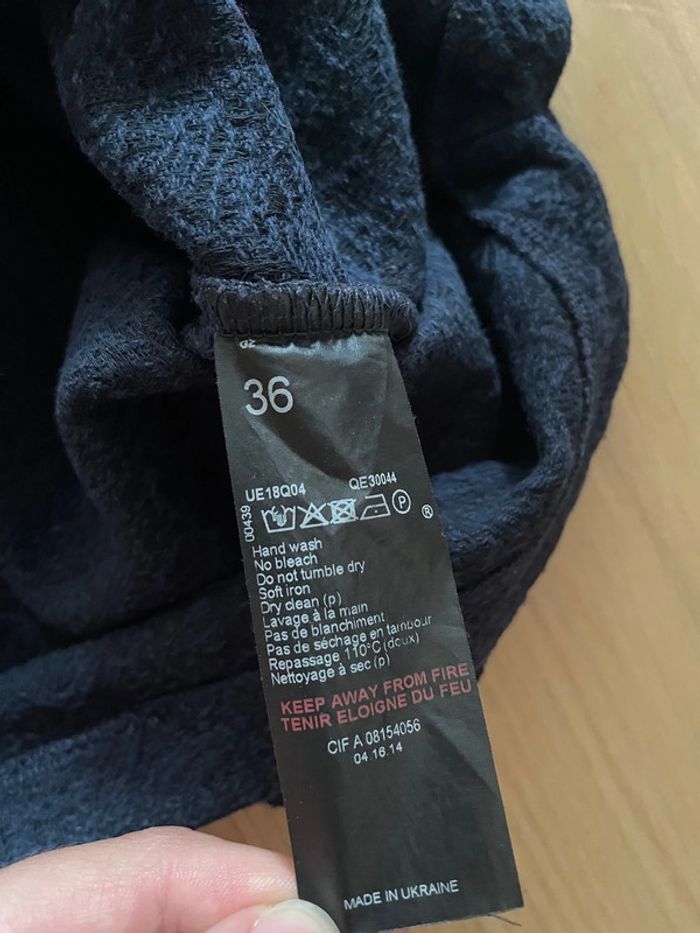 36
UE18Q04 QE30044
00439
P ®
Hand wash
No bleach
Do not tumble dry
Soft iron
Dry clean (p)
Lavage à la main
Pas de blanchiment
Pas de séchage en tambour
Repassage 110°C (doux)
Nettoyage à sec (p)
KEEP AWAY FROM FIRE
TENIR ELOIGNE DU FEU
CIF A 08154056
04.16.14
MADE IN UKRAINE